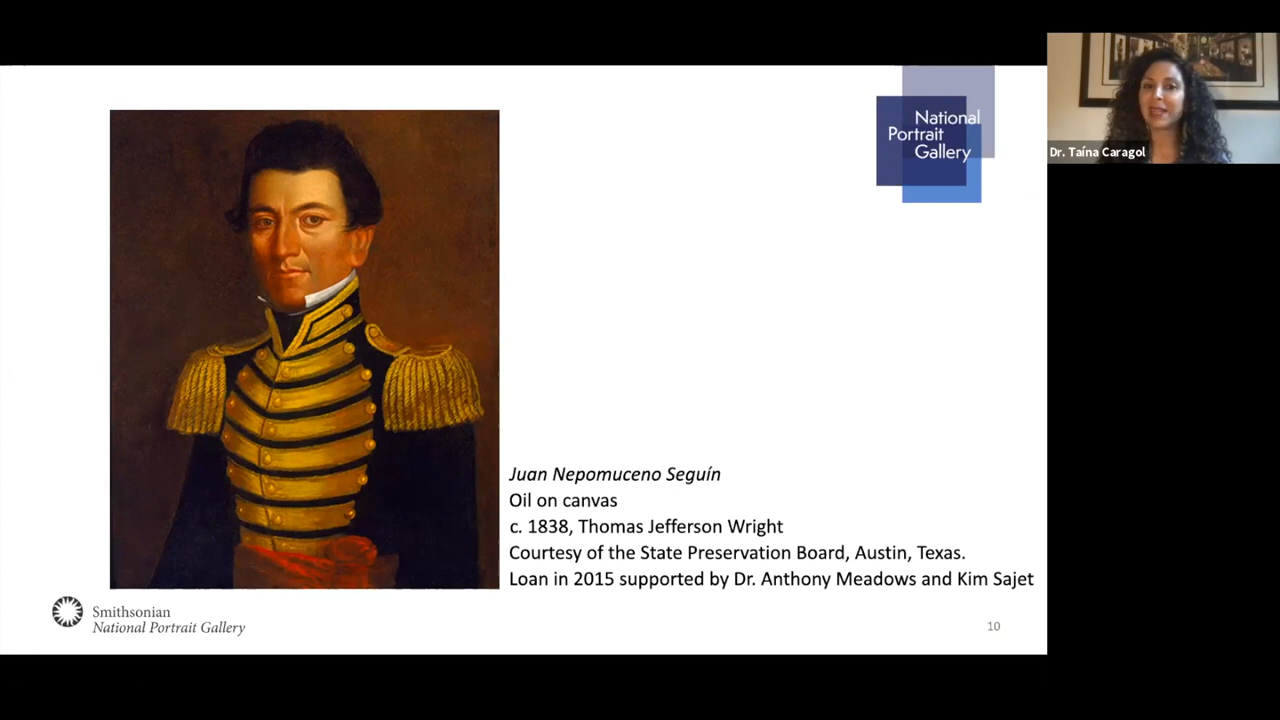 National
Portrait
Gallery
Dr. Taína Caragol
Juan Nepomuceno Seguín
Oil on canvas
c. 1838, Thomas Jefferson Wright
Courtesy of the State Preservation Board, Austin, Texas.
Loan in 2015 supported by Dr. Anthony Meadows and Kim Sajet
Smithsonian
National Portrait Gallery
10